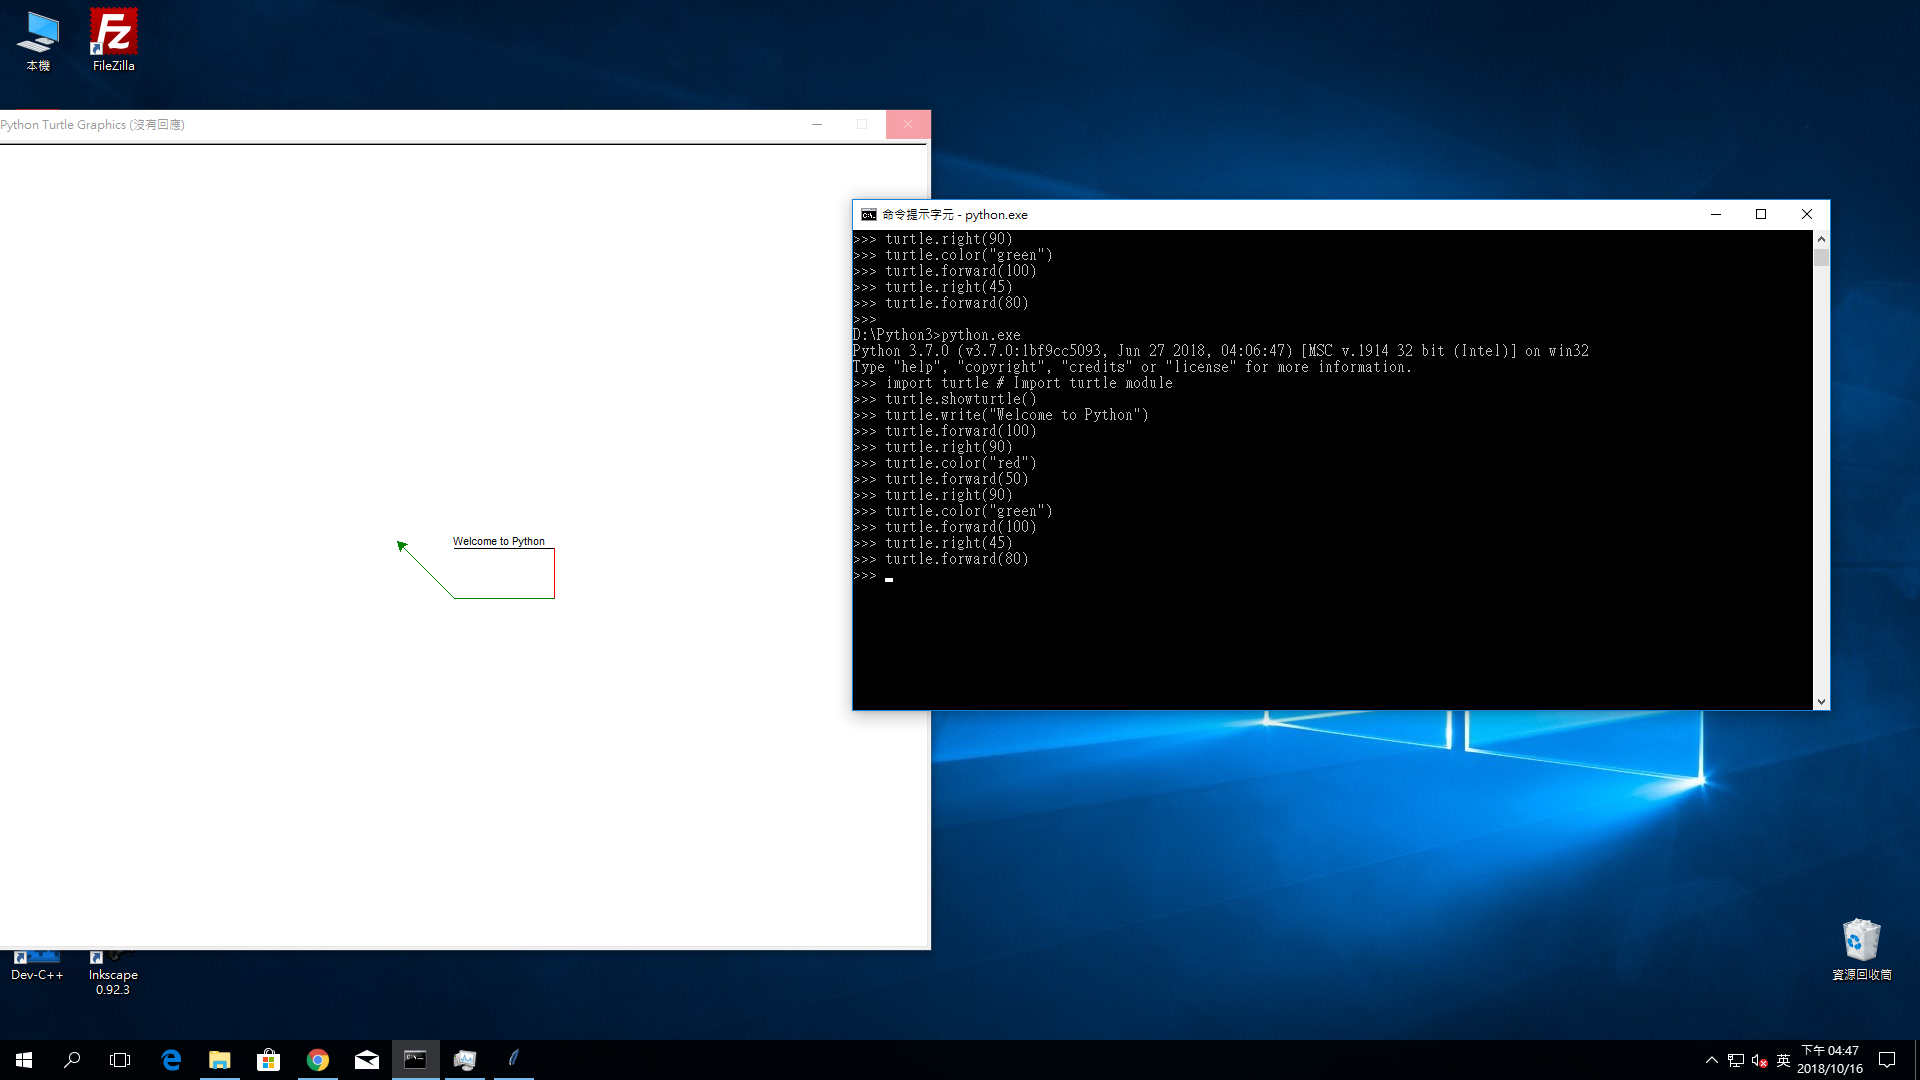 本機
FileZilla
Python Turtle Graphics (沒有回應)
Welcome to Python
命令提示字元 - python.exe
>>> turtle.right(90)
>>> turtle.color("green")
>>> turtle.forward(100)
>>> turtle.right(45)
>>> turtle.forward(80)
>>>
D:\Python3>python.exe
Python 3.7.0 (v3.7.0:1bf9cc5093, Jun 27 2018, 04:06:47) [MSC v.1914 32 bit (Intel)] on win32
Type "help", "copyright", "credits" or "license" for more information.
>>> import turtle # Import turtle module
>>> turtle.showturtle()
>>> turtle.write("Welcome to Python")
>>> turtle.forward(100)
>>> turtle.right(90)
>>> turtle.color("red")
>>> turtle.forward(50)
>>> turtle.right(90)
>>> turtle.color("green")
>>> turtle.forward(100)
>>> turtle.right(45)
>>> turtle.forward(80)
>>>
Dev-C++
Inkscape
0.92.3
資源回收筒
英
下午 04:47
2018/10/16